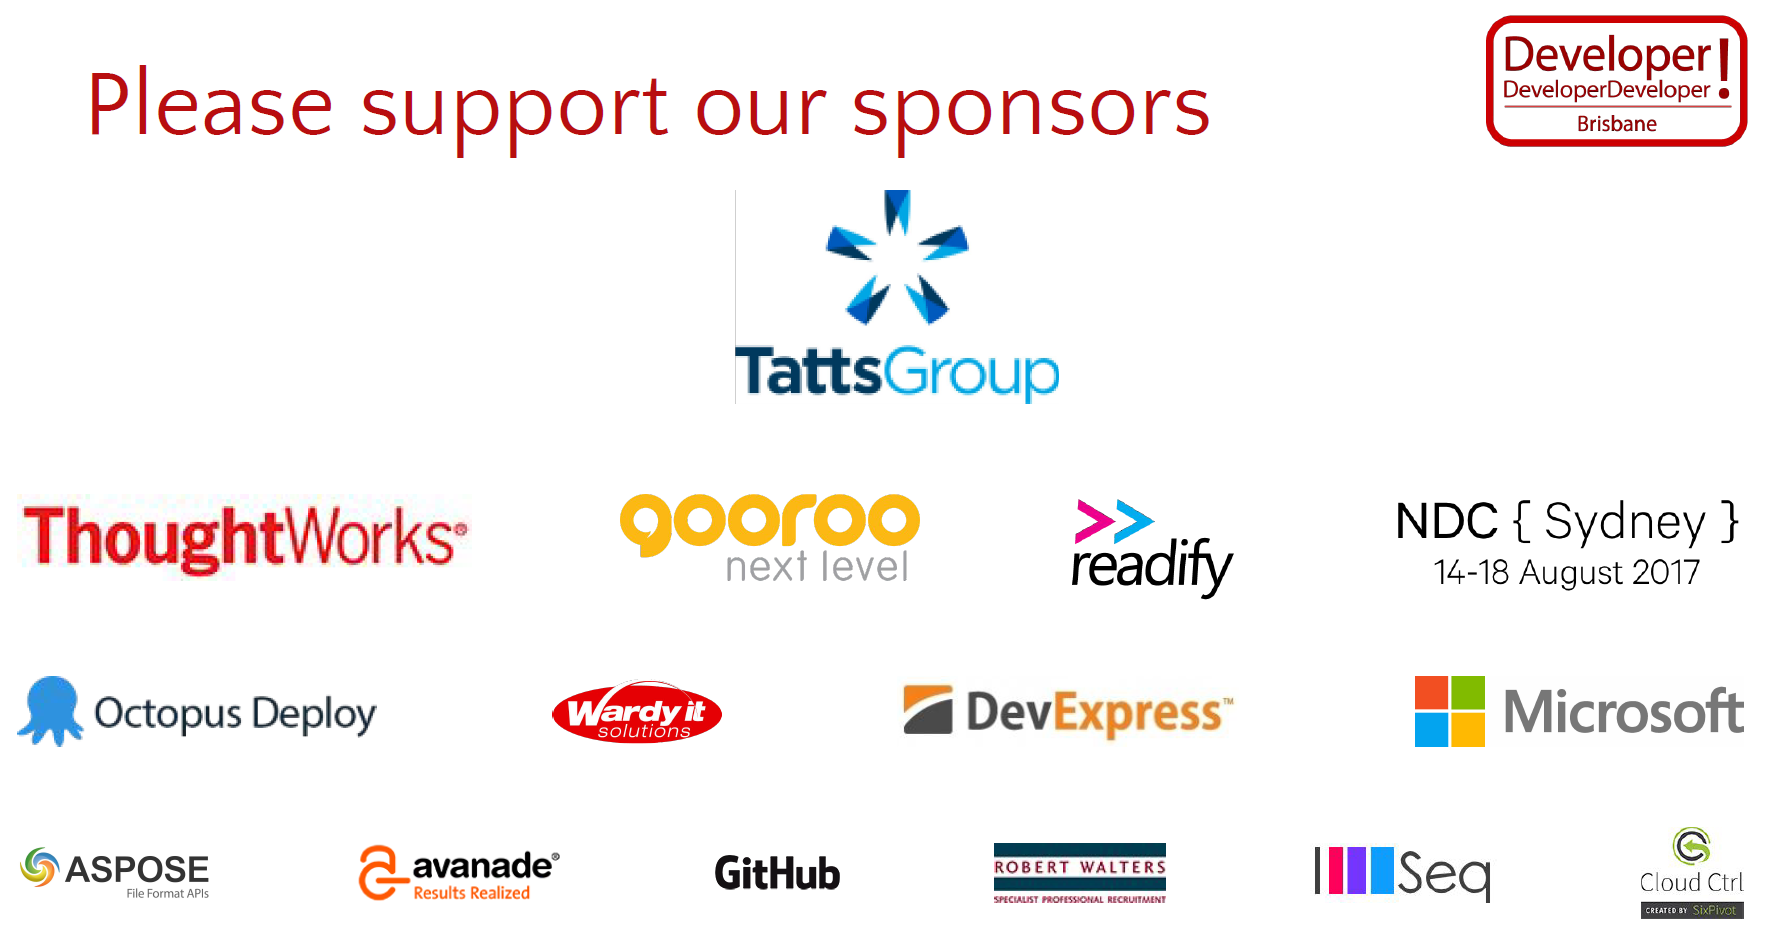 Please support our sponsors
Developer!
DeveloperDeveloper
Brisbane
TattsGroup
ThoughtWorks®
gooroo
next level
readify
NDC { Sydney }
14-18 August 2017
Octopus Deploy
Wardy it
solutions
DevExpress™
Microsoft
ASPOSE
File Format APIs
avanade®
Results Realized
GitHub
ROBERT WALTERS
SPECIALIST PROFESSIONAL RECRUITMENT
Seq
Cloud Ctrl
CREATED BY SixPivot